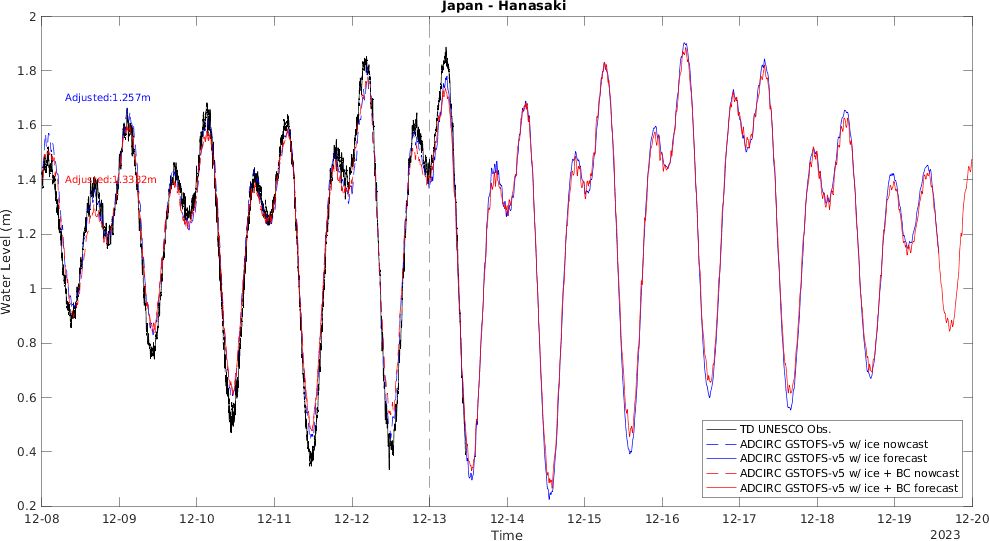 Japan - Hanasaki
2
1.8
1.6
1.4
1.2
1
0.8
0.6
0.4
0.2
Water Level (m)
Adjusted:1.257m
TD UNESCO Obs.
ADCIRC GSTOFS-v5 w/ ice nowcast
ADCIRC GSTOFS-v5 w/ ice forecast
ADCIRC GSTOFS-v5 w/ ice + BC nowcast
ADCIRC GSTOFS-v5 w/ ice + BC forecast
12-08 12-09 12-10 12-11 12-12 12-13 12-14 12-15 12-16 12-17 12-18 12-19 12-20
Time
2023